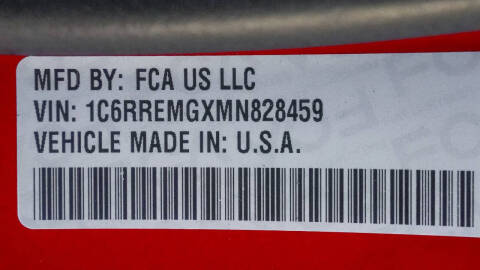 MFD BY: FCA US LLC
VIN: 1C6RREMGXMN828459
VEHICLE MADE IN: U.S.A.